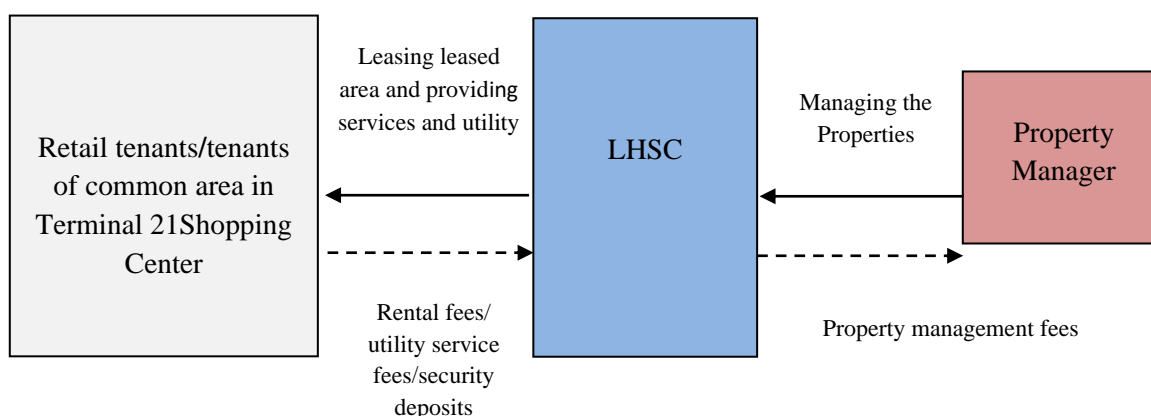 Retail tenants/tenants
of common area in
Terminal 21Shopping
Center
Leasing leased
area and providing
services and utility
Rental fees/
utility service
fees/security
deposits
LHSC
Managing the
Properties
Property management fees
Property
Manager